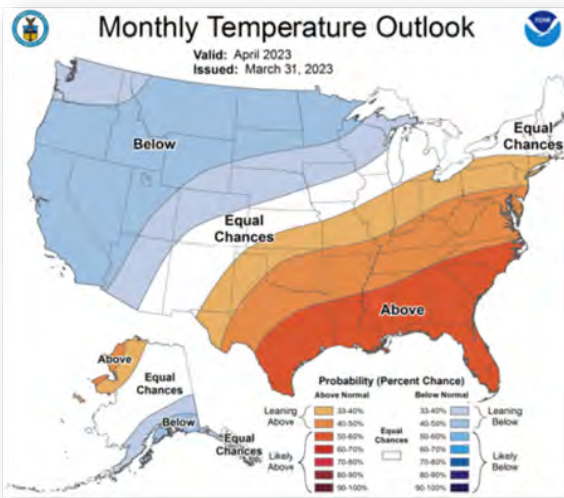 Monthly Temperature Outlook
Valid: April 2023
Issued: March 31, 2023
NOAA
Below
Equal
Chances
Equal
Chances
Above
Above
Equal
Chances
Below
Equal
Chances
Probability (Percent Chance)
Above Normal
Below Normal
Leaning
Above
33-40%
40-50%
Likely
Above
50-60%
60-70%
70-80%
80-90%
90-100%
Equal
Chances
33-40%
40-50%
Leaning
Below
50-60%
60-70%
70-80%
80-90%
90-100%
Likely
Below